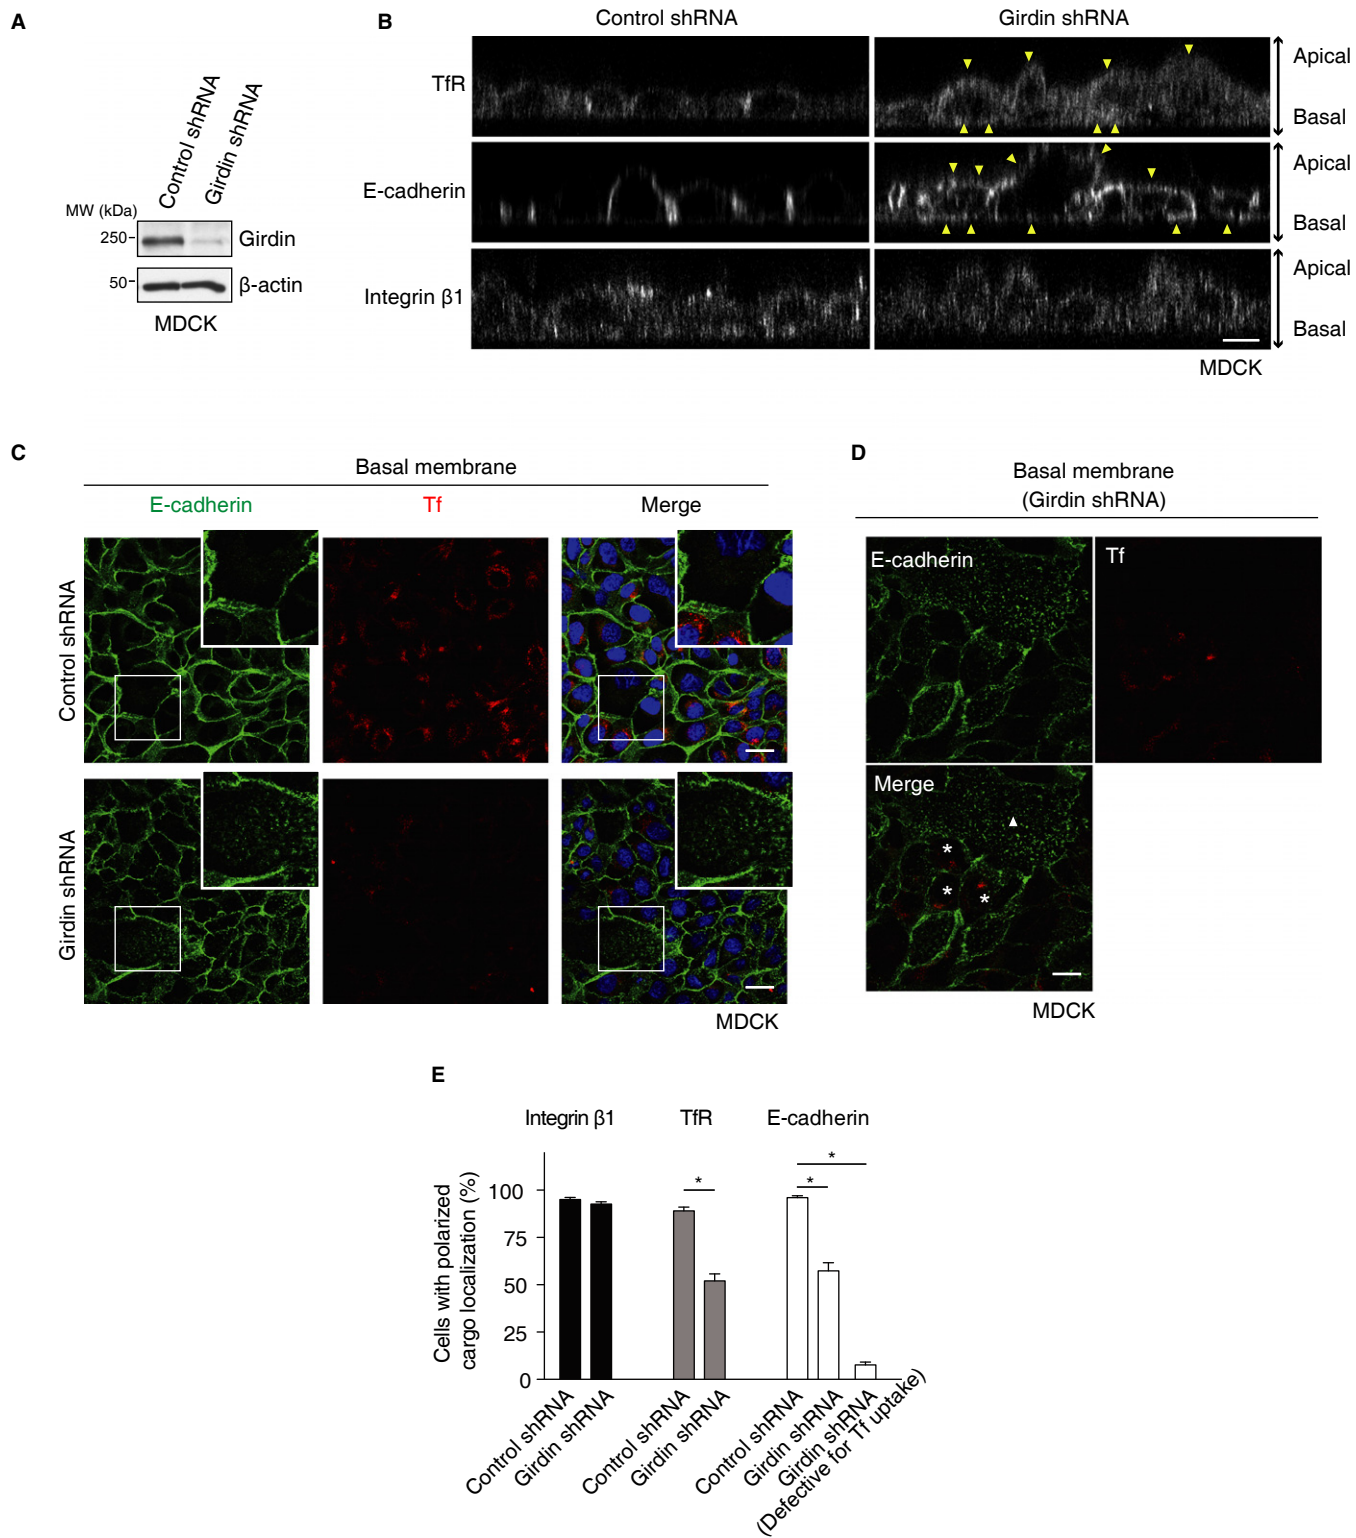 A
Control shRNA
Girdin shRNA
MW (kDa)
250
Girdin
50
β-actin
MDCK
B
Control shRNA
Girdin shRNA
TfR
Apical
Basal
E-cadherin
Apical
Basal
Integrin β1
Apical
Basal
MDCK
C
Basal membrane
E-cadherin
Tf
Merge
Control shRNA
Girdin shRNA
MDCK
D
Basal membrane
(Girdin shRNA)
E-cadherin
Tf
Merge
*
*
*
MDCK
E
Integrin β1
TfR
E-cadherin
*
*
*
Cells with polarized
cargo localization (%)
100
75
50
25
0
Control shRNA
Girdin shRNA
Control shRNA
Girdin shRNA
Control shRNA
Girdin shRNA
Girdin shRNA
(Defective for Tf uptake)